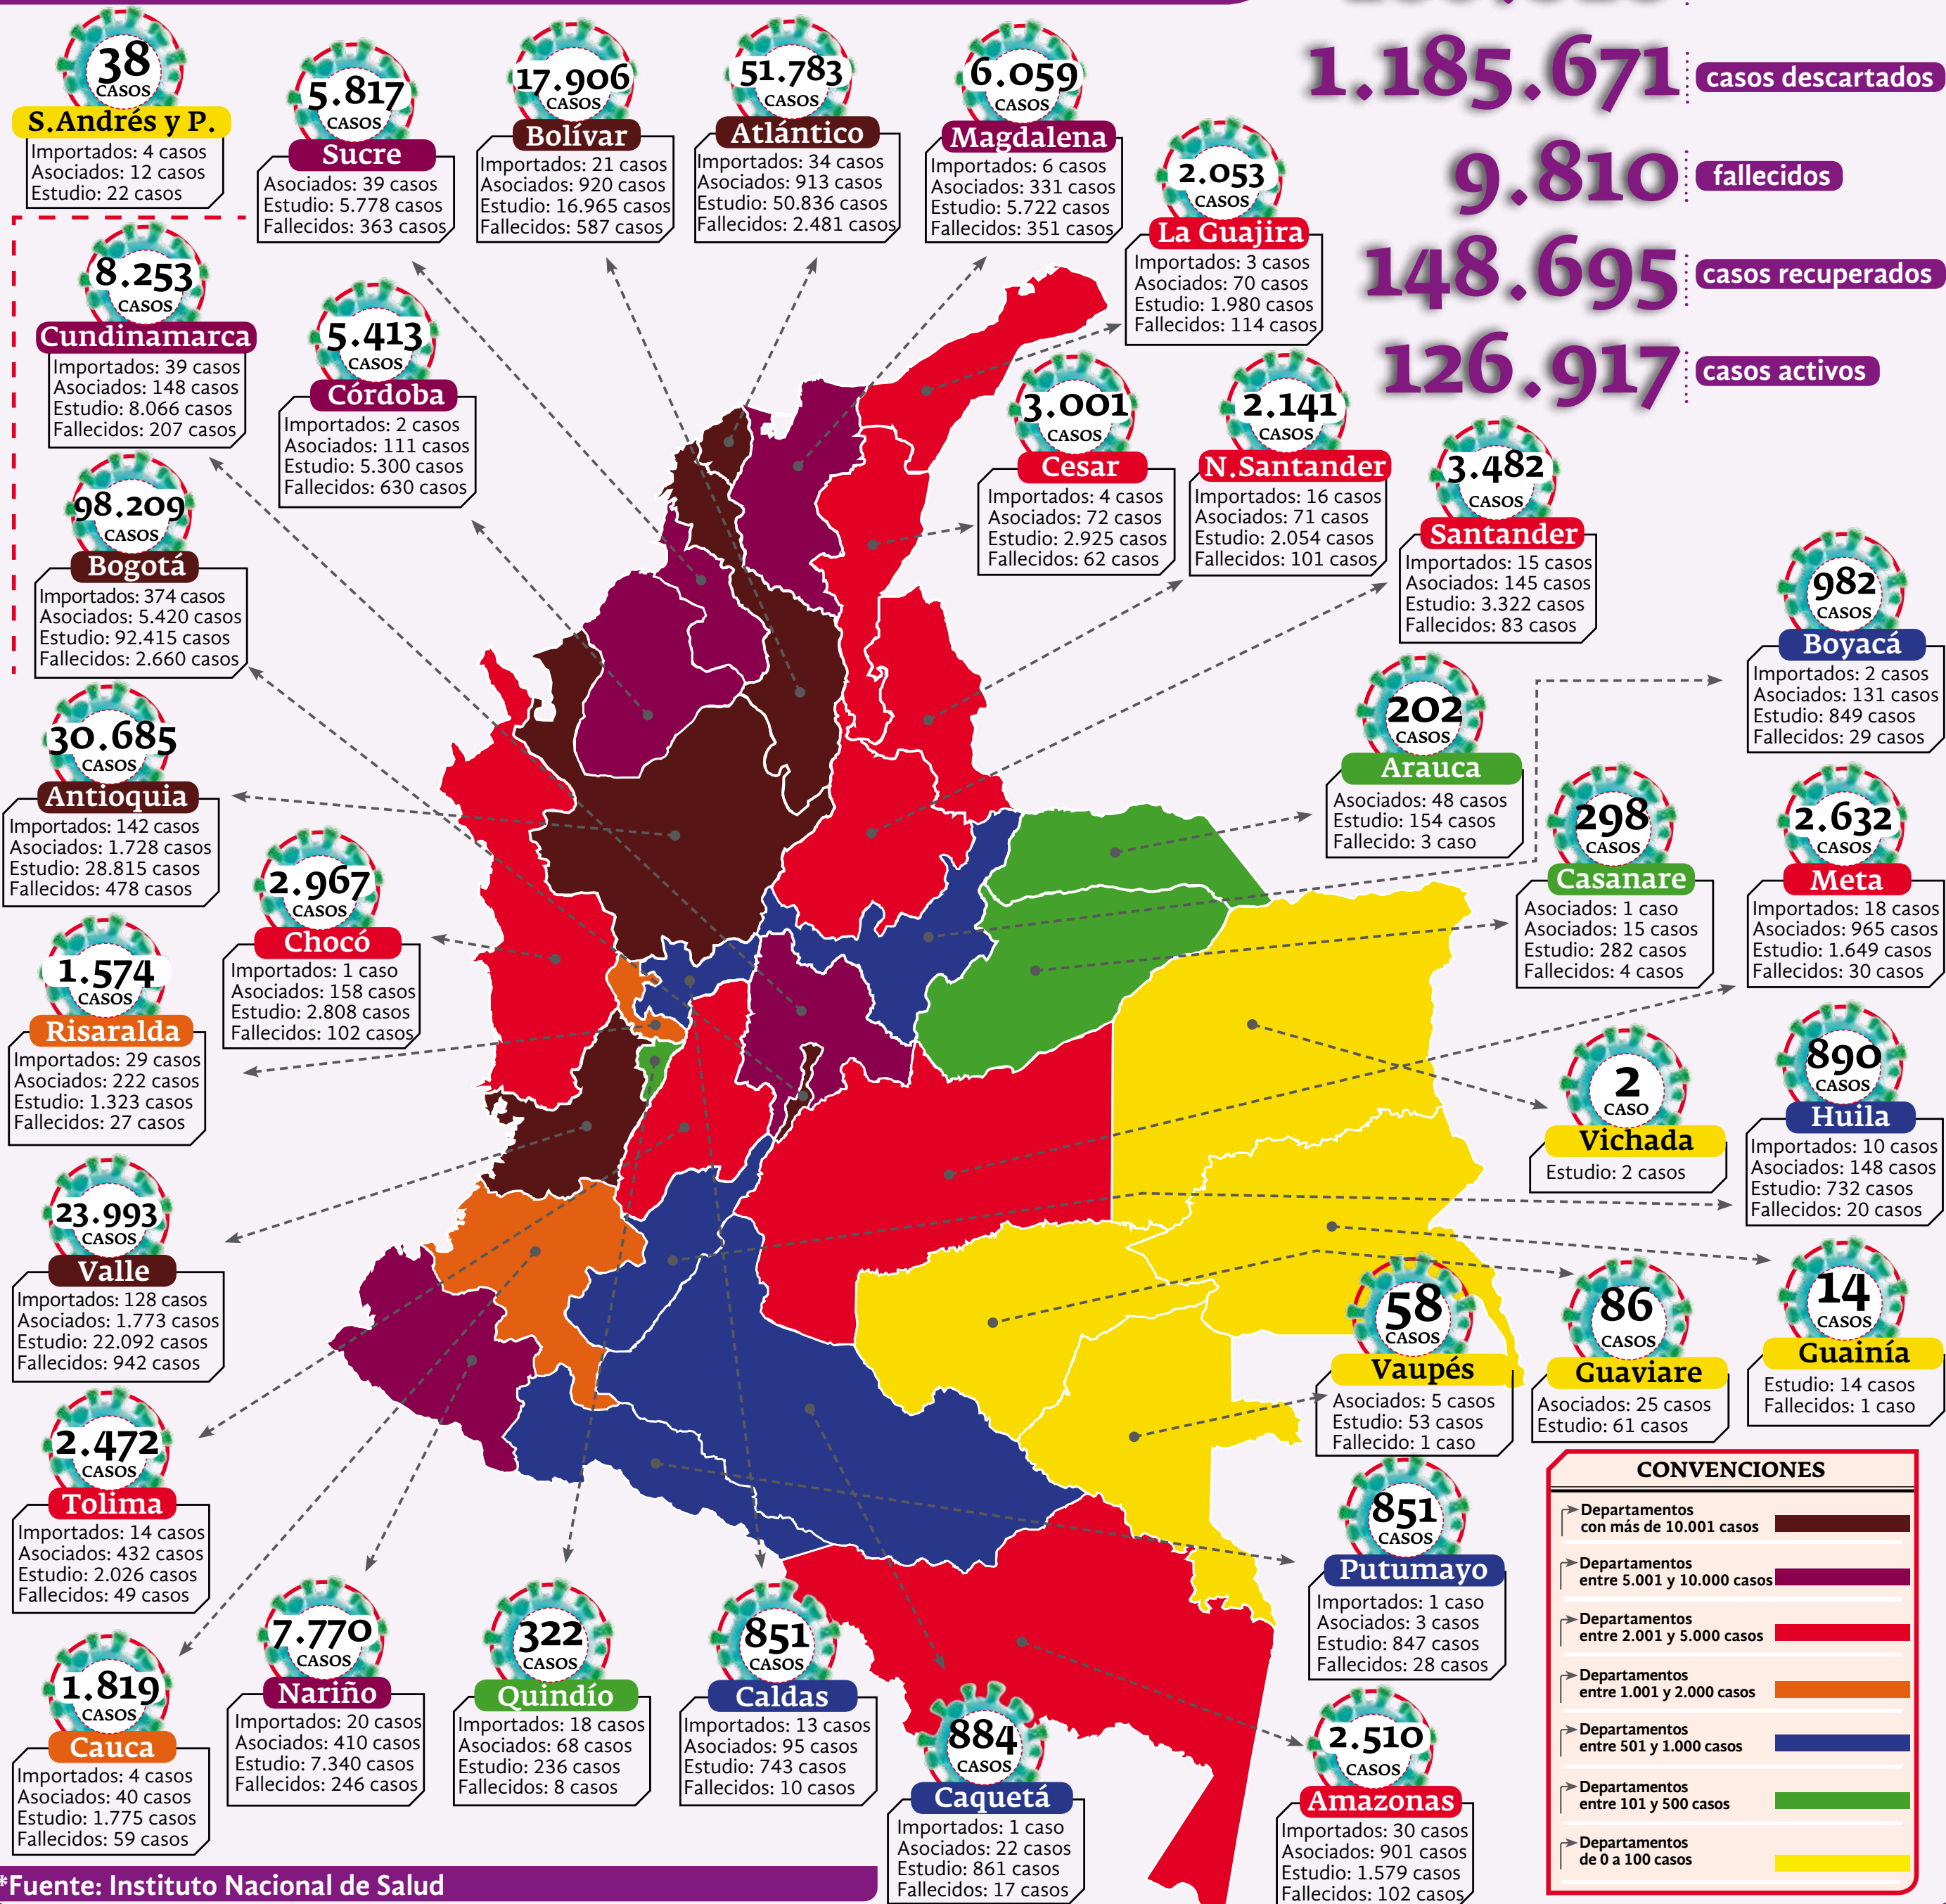 1.185.671 casos descartados
9.810 fallecidos
148.695 casos recuperados
126.917 casos activos
38
CASOS
S.Andrés y P.
Importados: 4 casos
Asociados: 12 casos
Estudio: 22 casos
5.817
CASOS
Sucre
Asociados: 39 casos
Estudio: 5.778 casos
Fallecidos: 363 casos
17.906
CASOS
Bolívar
Importados: 21 casos
Asociados: 920 casos
Estudio: 16.965 casos
Fallecidos: 587 casos
51.783
CASOS
Atlántico
Importados: 34 casos
Asociados: 913 casos
Estudio: 50.836 casos
Fallecidos: 2.481 casos
6.059
CASOS
Magdalena
Importados: 6 casos
Asociados: 331 casos
Estudio: 5.722 casos
Fallecidos: 351 casos
2.053
CASOS
La Guajira
Importados: 3 casos
Asociados: 70 casos
Estudio: 1.980 casos
Fallecidos: 114 casos
8.253
CASOS
Cundinamarca
Importados: 39 casos
Asociados: 148 casos
Estudio: 8.066 casos
Fallecidos: 207 casos
5.413
CASOS
Córdoba
Importados: 2 casos
Asociados: 111 casos
Estudio: 5.300 casos
Fallecidos: 630 casos
3.001
CASOS
Cesar
Importados: 4 casos
Asociados: 72 casos
Estudio: 2.925 casos
Fallecidos: 62 casos
2.141
CASOS
N.Santander
Importados: 16 casos
Asociados: 71 casos
Estudio: 2.054 casos
Fallecidos: 101 casos
3.482
CASOS
Santander
Importados: 15 casos
Asociados: 145 casos
Estudio: 3.322 casos
Fallecidos: 83 casos
98.209
CASOS
Bogotá
Importados: 374 casos
Asociados: 5.420 casos
Estudio: 92.415 casos
Fallecidos: 2.660 casos
982
CASOS
Boyacá
Importados: 2 casos
Asociados: 131 casos
Estudio: 849 casos
Fallecidos: 29 casos
30.685
CASOS
Antioquia
Importados: 142 casos
Asociados: 1.728 casos
Estudio: 28.815 casos
Fallecidos: 478 casos
202
CASOS
Arauca
Asociados: 48 casos
Estudio: 154 casos
Fallecido: 3 caso
298
CASOS
Casanare
Asociados: 1 caso
Asociados: 15 casos
Estudio: 282 casos
Fallecidos: 4 casos
2.632
CASOS
Meta
Importados: 18 casos
Asociados: 965 casos
Estudio: 1.649 casos
Fallecidos: 30 casos
2.967
CASOS
Chocó
Importados: 1 caso
Asociados: 158 casos
Estudio: 2.808 casos
Fallecidos: 102 casos
1.574
CASOS
Risaralda
Importados: 29 casos
Asociados: 222 casos
Estudio: 1.323 casos
Fallecidos: 27 casos
2
CASO
Vichada
Estudio: 2 casos
890
CASOS
Huila
Importados: 10 casos
Asociados: 148 casos
Estudio: 732 casos
Fallecidos: 20 casos
23.993
CASOS
Valle
Importados: 128 casos
Asociados: 1.773 casos
Estudio: 22.092 casos
Fallecidos: 942 casos
58
CASOS
Vaupés
Asociados: 5 casos
Estudio: 53 casos
Fallecido: 1 caso
86
CASOS
Guaviare
Asociados: 25 casos
Estudio: 61 casos
14
CASOS
Guainía
Estudio: 14 casos
Fallecidos: 1 caso
2.472
CASOS
Tolima
Importados: 14 casos
Asociados: 432 casos
Estudio: 2.026 casos
Fallecidos: 49 casos
851
CASOS
Putumayo
Importados: 1 caso
Asociados: 3 casos
Estudio: 847 casos
Fallecidos: 28 casos
1.819
CASOS
Cauca
Importados: 4 casos
Asociados: 40 casos
Estudio: 1.775 casos
Fallecidos: 59 casos
7.770
CASOS
Nariño
Importados: 20 casos
Asociados: 410 casos
Estudio: 7.340 casos
Fallecidos: 246 casos
322
CASOS
Quindío
Importados: 18 casos
Asociados: 68 casos
Estudio: 236 casos
Fallecidos: 8 casos
851
CASOS
Caldas
Importados: 13 casos
Asociados: 95 casos
Estudio: 743 casos
Fallecidos: 10 casos
884
CASOS
Caquetá
Importados: 1 caso
Asociados: 22 casos
Estudio: 861 casos
Fallecidos: 17 casos
2.510
CASOS
Amazonas
Importados: 30 casos
Asociados: 901 casos
Estudio: 1.579 casos
Fallecidos: 102 casos
CONVENCIONES
Departamentos
con más de 10.001 casos
Departamentos
entre 5.001 y 10.000 casos
Departamentos
entre 2.001 y 5.000 casos
Departamentos
entre 1.001 y 2.000 casos
Departamentos
entre 501 y 1.000 casos
Departamentos
entre 101 y 500 casos
Departamentos
de 0 a 100 casos
*Fuente: Instituto Nacional de Salud